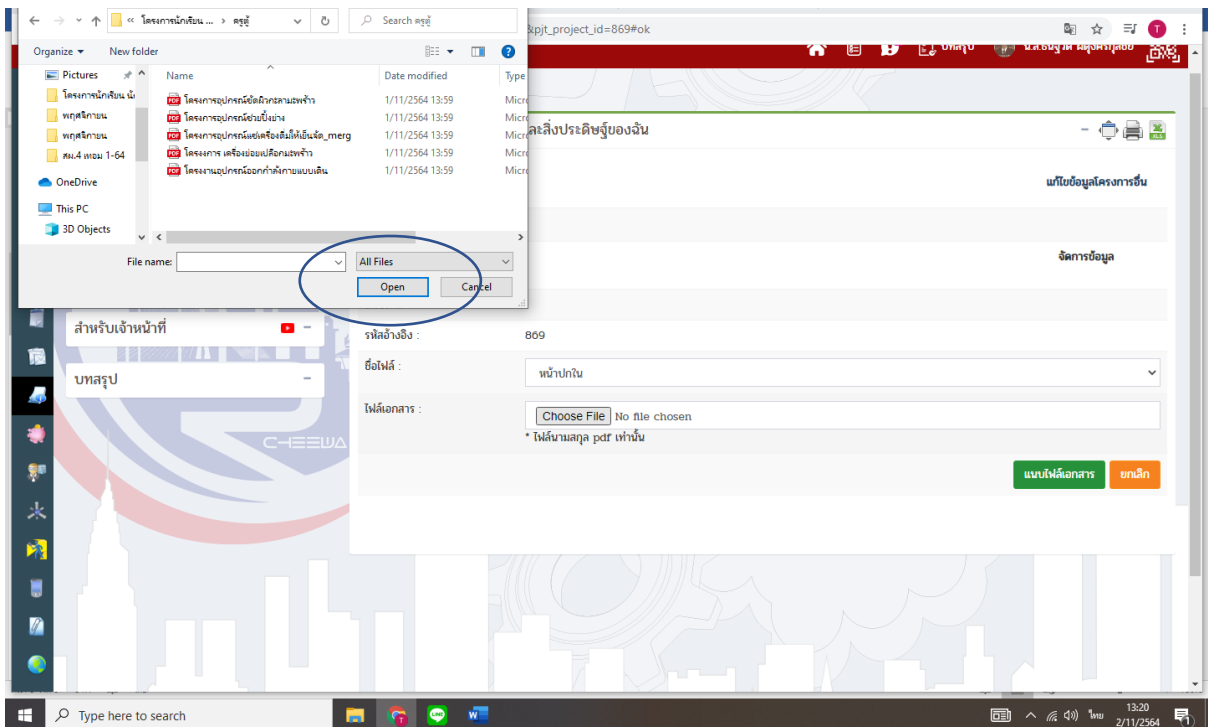 « โครงการนักเรียน ... › ครูตู้
Search ครูตู้
&pjt_project_id=869#ok
T
Organize
New folder
บทสรุป
Pictures
Name
Date modified
Type
โครงการอุปกรณ์ขัดผิวกะลามะพร้าว
1/11/2564 13:59
Micr
พฤศจิกายน
โครงการอุปกรณ์ช่วยปิ้งย่าง
1/11/2564 13:59
Micr
พฤศจิกายน
โครงการอุปกรณ์แช่เครื่องดื่มให้เย็นจัด_merg
1/11/2564 13:59
Micr
ละสิ่งประดิษฐ์ของฉัน
สผ.4 เทอม 1-64
โครงการ เครื่องย่อยเปลือกมะพร้าว
1/11/2564 13:59
Micr
โครงงานอุปกรณ์ออกกำลังกายแบบเดิน
1/11/2564 13:59
Micr
OneDrive
แก้ไขข้อมูลโครงการอื่น
This PC
3D Objects
File name:
All Files
จัดการข้อมูล
Open
Cancel
สำหรับเจ้าหน้าที่
รหัสอ้างอิง :
869
บทสรุป
ชื่อไฟล์ :
หน้าปกใน
ไฟล์เอกสาร :
Choose File No file chosen
* ไฟล์นามสกุล pdf เท่านั้น
CHEEWA
แนบไฟล์เอกสาร
ยกเลิก
Type here to search
LINE
W
ไทย
13:20
2/11/2564